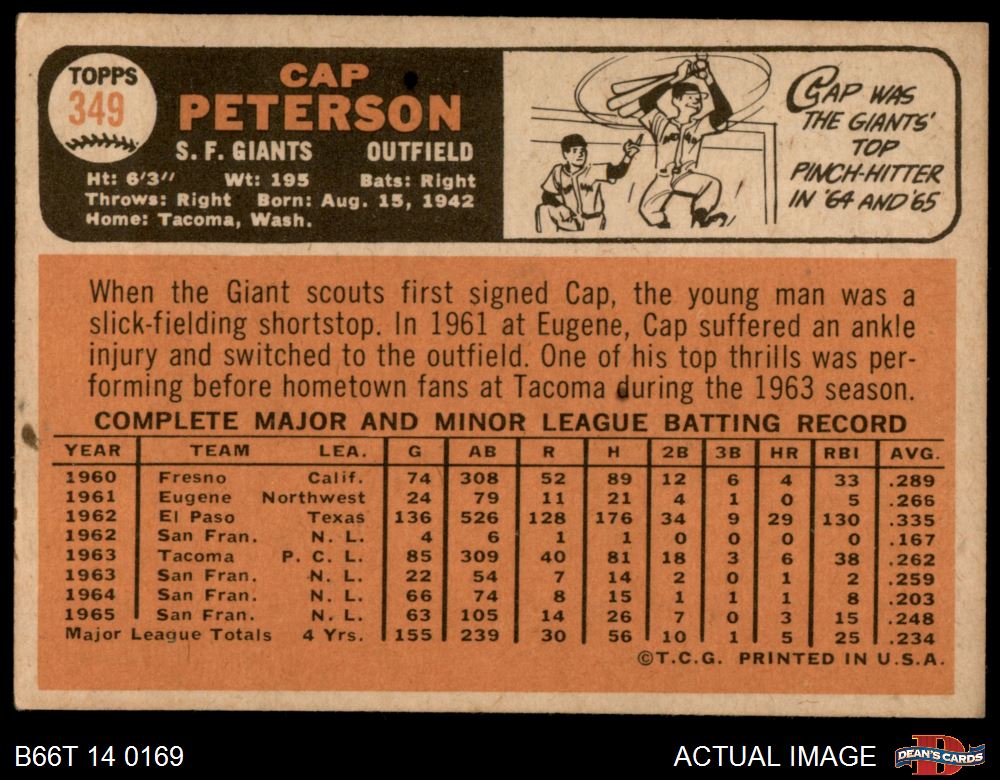 TOPPS
349
CAP
PETERSON
S. F. GIANTS OUTFIELD
Ht: 6'3" Wt: 195 Bats: Right
Throws: Right Born: Aug. 15, 1942
Home: Tacoma, Wash.
CAP WAS
THE GIANTS'
TOP
PINCH-HITTER
IN '64 AND '65
When the Giant scouts first signed Cap, the young man was a
slick-fielding shortstop. In 1961 at Eugene, Cap suffered an ankle
injury and switched to the outfield. One of his top thrills was per-
forming before hometown fans at Tacoma during the 1963 season.
COMPLETE MAJOR AND MINOR LEAGUE BATTING RECORD
YEAR TEAM LEA. G AB R H 2B 3B HR RBI AVG.
1960 Fresno Calif. 74 308 52 89 12 6 4 33 .289
1961 Eugene Northwest 24 79 11 21 4 1 0 5 .266
1962 El Paso Texas 136 526 128 176 34 9 29 130 .335
1962 San Fran. N. L. 4 6 1 1 0 0 0 0 .167
1963 Tacoma P. C. L. 85 309 40 81 18 3 6 38 .262
1963 San Fran. N. L. 22 54 7 14 2 0 1 2 .259
1964 San Fran. N. L. 66 74 8 15 1 1 1 8 .203
1965 San Fran. N. L. 63 105 14 26 7 0 3 15 .248
Major League Totals 4 Yrs. 155 239 30 56 10 1 5 25 .234
©T.C.G. PRINTED IN U.S.A.
B66T 14 0169
ACTUAL IMAGE
DEAN'S CARDS